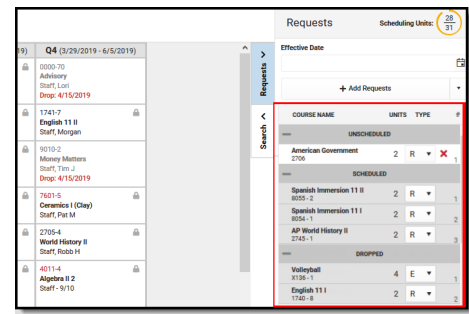 Requests
Scheduling Units:
28
31
19)
Q4 (3/29/2019 - 6/5/2019)
0000-70
Advisory
Staff, Lori
Drop: 4/15/2019
1741-7
English 11 II
Staff, Morgan
9010-2
Money Matters
Staff, Tim J
Drop: 4/15/2019
7601-5
Ceramics I (Clay)
Staff, Pat M
2705-4
World History II
Staff, Robb H
4011-4
Algebra II 2
Staff - 9/10
Requests
Search
Effective Date
+ Add Requests
COURSE NAME UNITS TYPE #
UNSCHEDULED
American Government
2706 2 R 1
SCHEDULED
Spanish Immersion 11 II
8055 - 2 2 R 1
Spanish Immersion 11 I
8054 - 1 2 R 2
AP World History II
2745 - 1 2 R 3
DROPPED
Volleyball
X136 - 1 4 E 1
English 11 I
1740 - 8 2 R 2